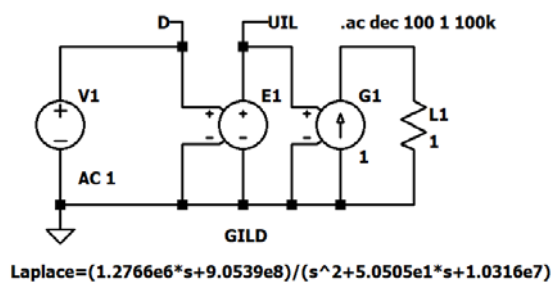 D
UIL
.ac dec 100 1 100k
V1
E1
G1
L1
+
+
+
+
1
-
-
-
AC 1
1
GILD
Laplace=(1.2766e6*s+9.0539e8)/(s^2+5.0505e1*s+1.0316e7)